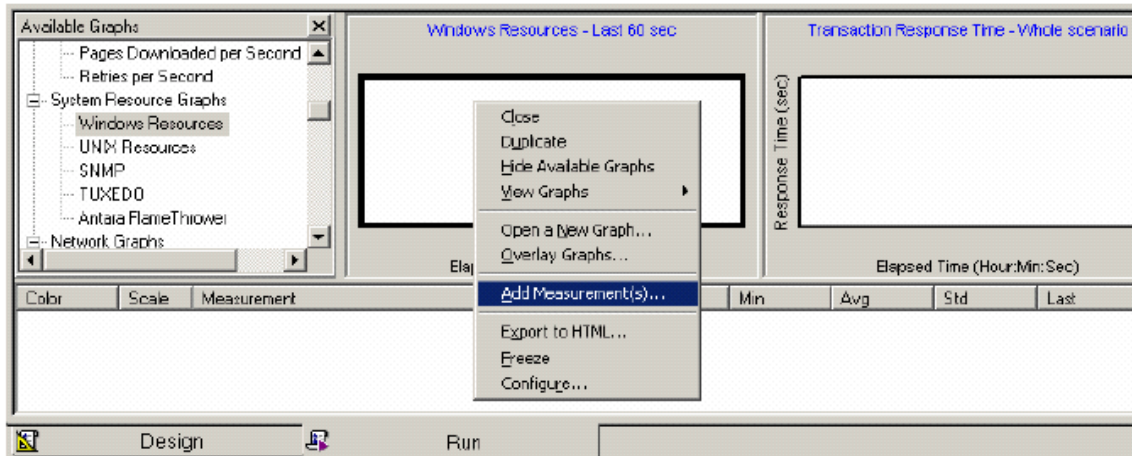 Available Graphs
Pages Downloaded per Second
Retries per Second
System Resource Graphs
Windows Resources
UNIX Resources
SNMP
TUXEDO
Antara FlameThrower
Network Graphs
Windows Resources - Last 60 sec
Close
Duplicate
Hide Available Graphs
View Graphs
Open a New Graph...
Overlay Graphs...
Add Measurement(s)...
Export to HTML...
Freeze
Configure...
Transaction Response Time - Whole scenario
Response Time (sec)
Elapsed Time (Hour:Min:Sec)
Color Scale Measurement Min Avg Std Last
Design Run